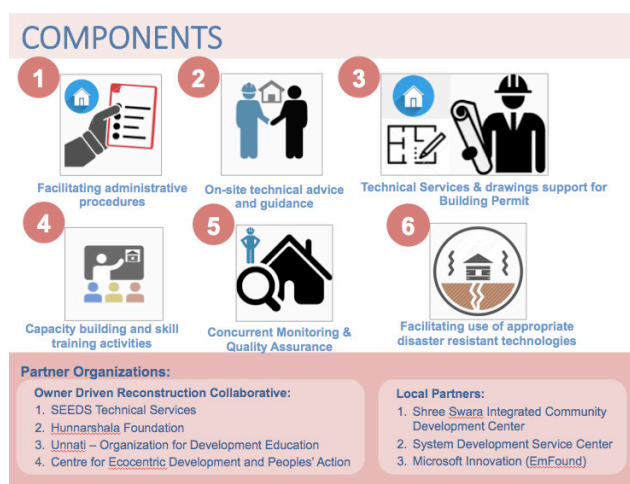 COMPONENTS
1
2
3
Facilitating administrative
procedures
On-site technical advice
and guidance
Technical Services & drawings support for
Building Permit
4
5
6
Capacity building and skill
training activities
Concurrent Monitoring &
Quality Assurance
Facilitating use of appropriate
disaster resistant technologies
Partner Organizations:
Owner Driven Reconstruction Collaborative:
1. SEEDS Technical Services
2. Hunnarshala Foundation
3. Unnati – Organization for Development Education
4. Centre for Ecocentric Development and Peoples' Action
Local Partners:
1. Shree Swara Integrated Community
Development Center
2. System Development Service Center
3. Microsoft Innovation (EmFound)